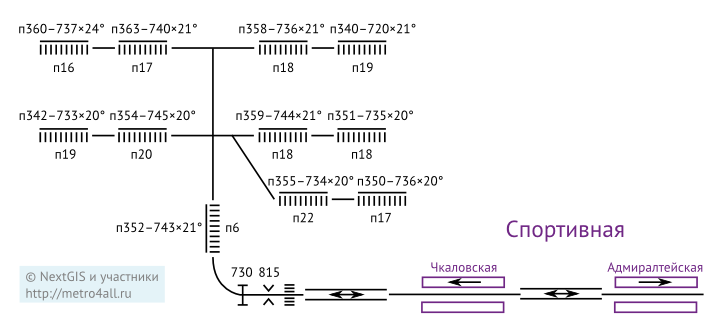 п360–737×24° п363–740×21° п358–736×21° п340–720×21°
п16 п17 п18 п19
п342–733×20° п354–745×20° п359–744×21° п351–735×20°
п19 п20 п18 п18
п355–734×20° п350–736×20°
п22 п17
п352–743×21° п6
Спортивная
730 815
Чкаловская Адмиралтейская
© NextGIS и участники
http://metro4all.ru